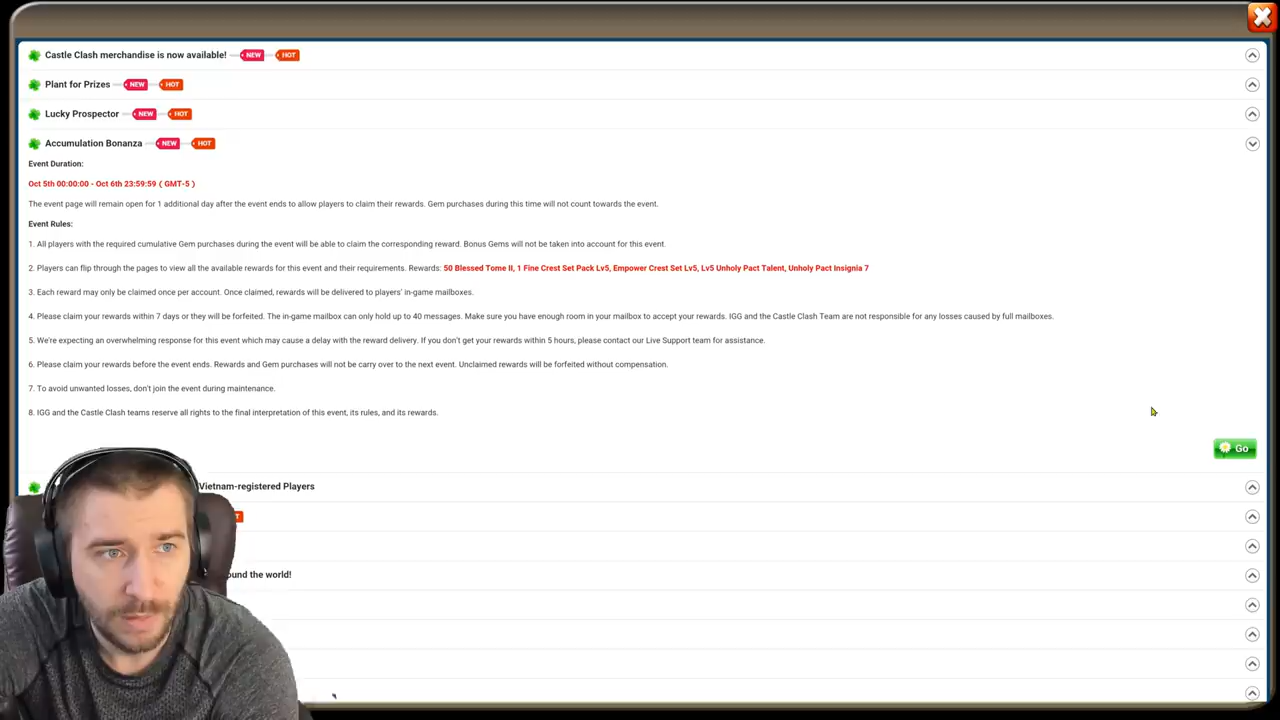 Castle Clash merchandise is now available! NEW HOT
Plant for Prizes NEW HOT
Lucky Prospector NEW HOT
Accumulation Bonanza NEW HOT
Event Duration:
Oct 5th 00:00:00 - Oct 6th 23:59:59 ( GMT-5 )
The event page will remain open for 1 additional day after the event ends to allow players to claim their rewards. Gem purchases during this time will not count towards the event.
Event Rules:
1. All players with the required cumulative Gem purchases during the event will be able to claim the corresponding reward. Bonus Gems will not be taken into account for this event.
2. Players can flip through the pages to view all the available rewards for this event and their requirements. Rewards: 50 Blessed Tome II, 1 Fine Crest Set Pack Lv5, Empower Crest Set Lv5, Lv5 Unholy Pact Talent, Unholy Pact Insignia 7
3. Each reward may only be claimed once per account. Once claimed, rewards will be delivered to players' in-game mailboxes.
4. Please claim your rewards within 7 days or they will be forfeited. The in-game mailbox can only hold up to 40 messages. Make sure you have enough room in your mailbox to accept your rewards. IGG and the Castle Clash Team are not responsible for any losses caused by full mailboxes.
5. We're expecting an overwhelming response for this event which may cause a delay with the reward delivery. If you don't get your rewards within 5 hours, please contact our Live Support team for assistance.
6. Please claim your rewards before the event ends. Rewards and Gem purchases will not be carry over to the next event. Unclaimed rewards will be forfeited without compensation.
7. To avoid unwanted losses, don't join the event during maintenance.
8. IGG and the Castle Clash teams reserve all rights to the final interpretation of this event, its rules, and its rewards.
Go
Vietnam-registered Players
the world!